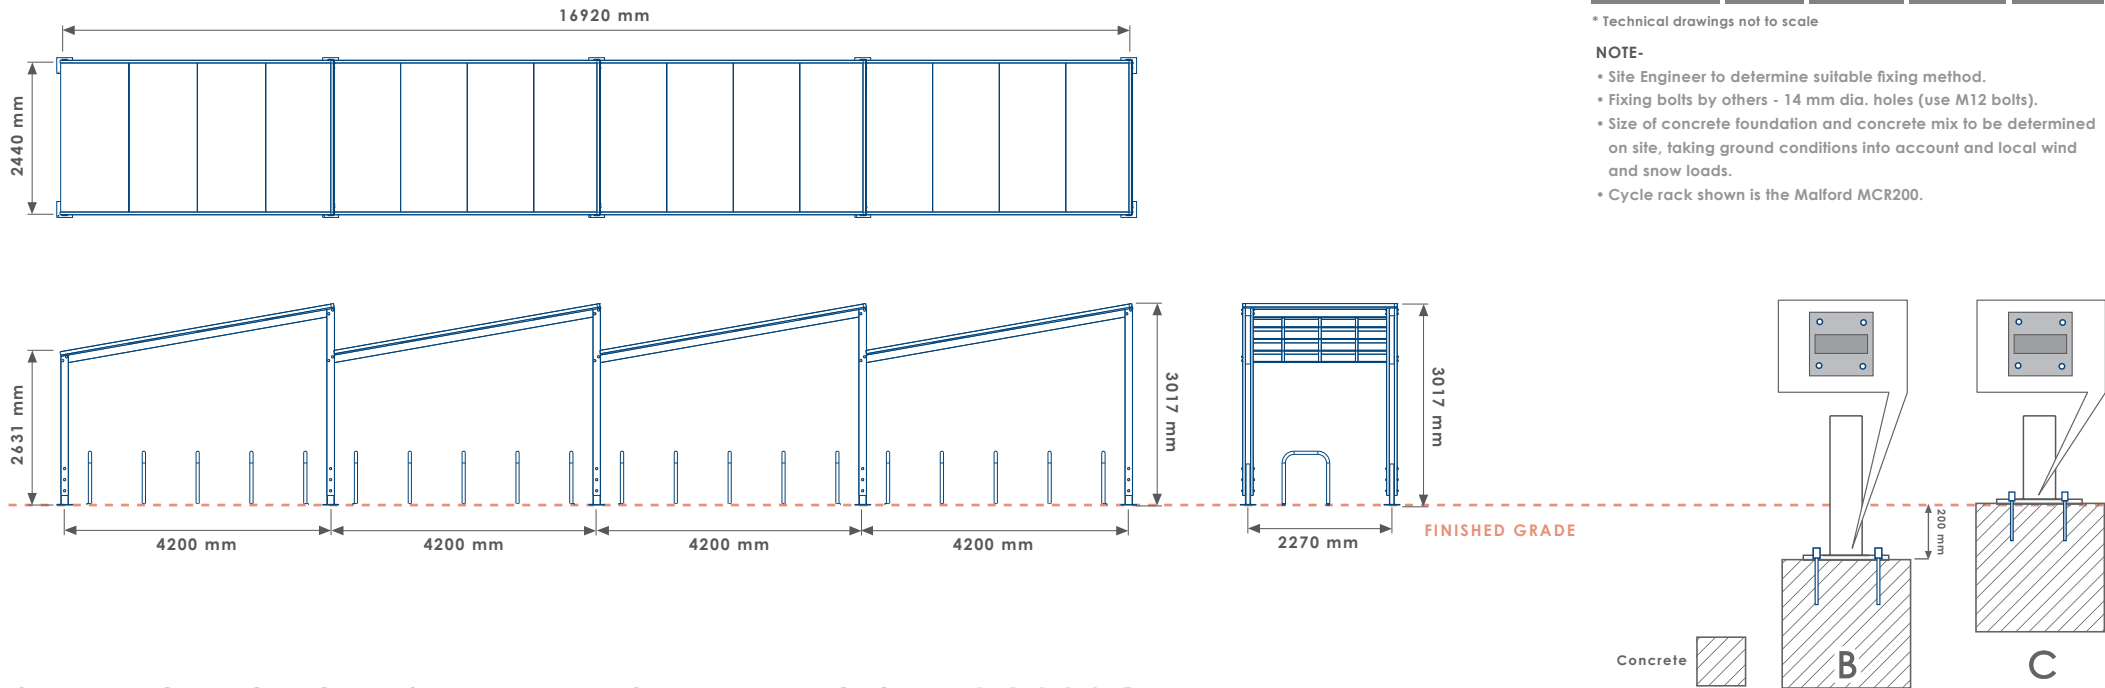 16920 mm
2440 mm
* Technical drawings not to scale
NOTE-
• Site Engineer to determine suitable fixing method.
• Fixing bolts by others - 14 mm dia. holes (use M12 bolts).
• Size of concrete foundation and concrete mix to be determined
on site, taking ground conditions into account and local wind
and snow loads.
• Cycle rack shown is the Malford MCR200.
2631 mm
3017 mm
3017 mm
4200 mm
4200 mm
4200 mm
4200 mm
2270 mm
FINISHED GRADE
200 mm
Concrete
B
C